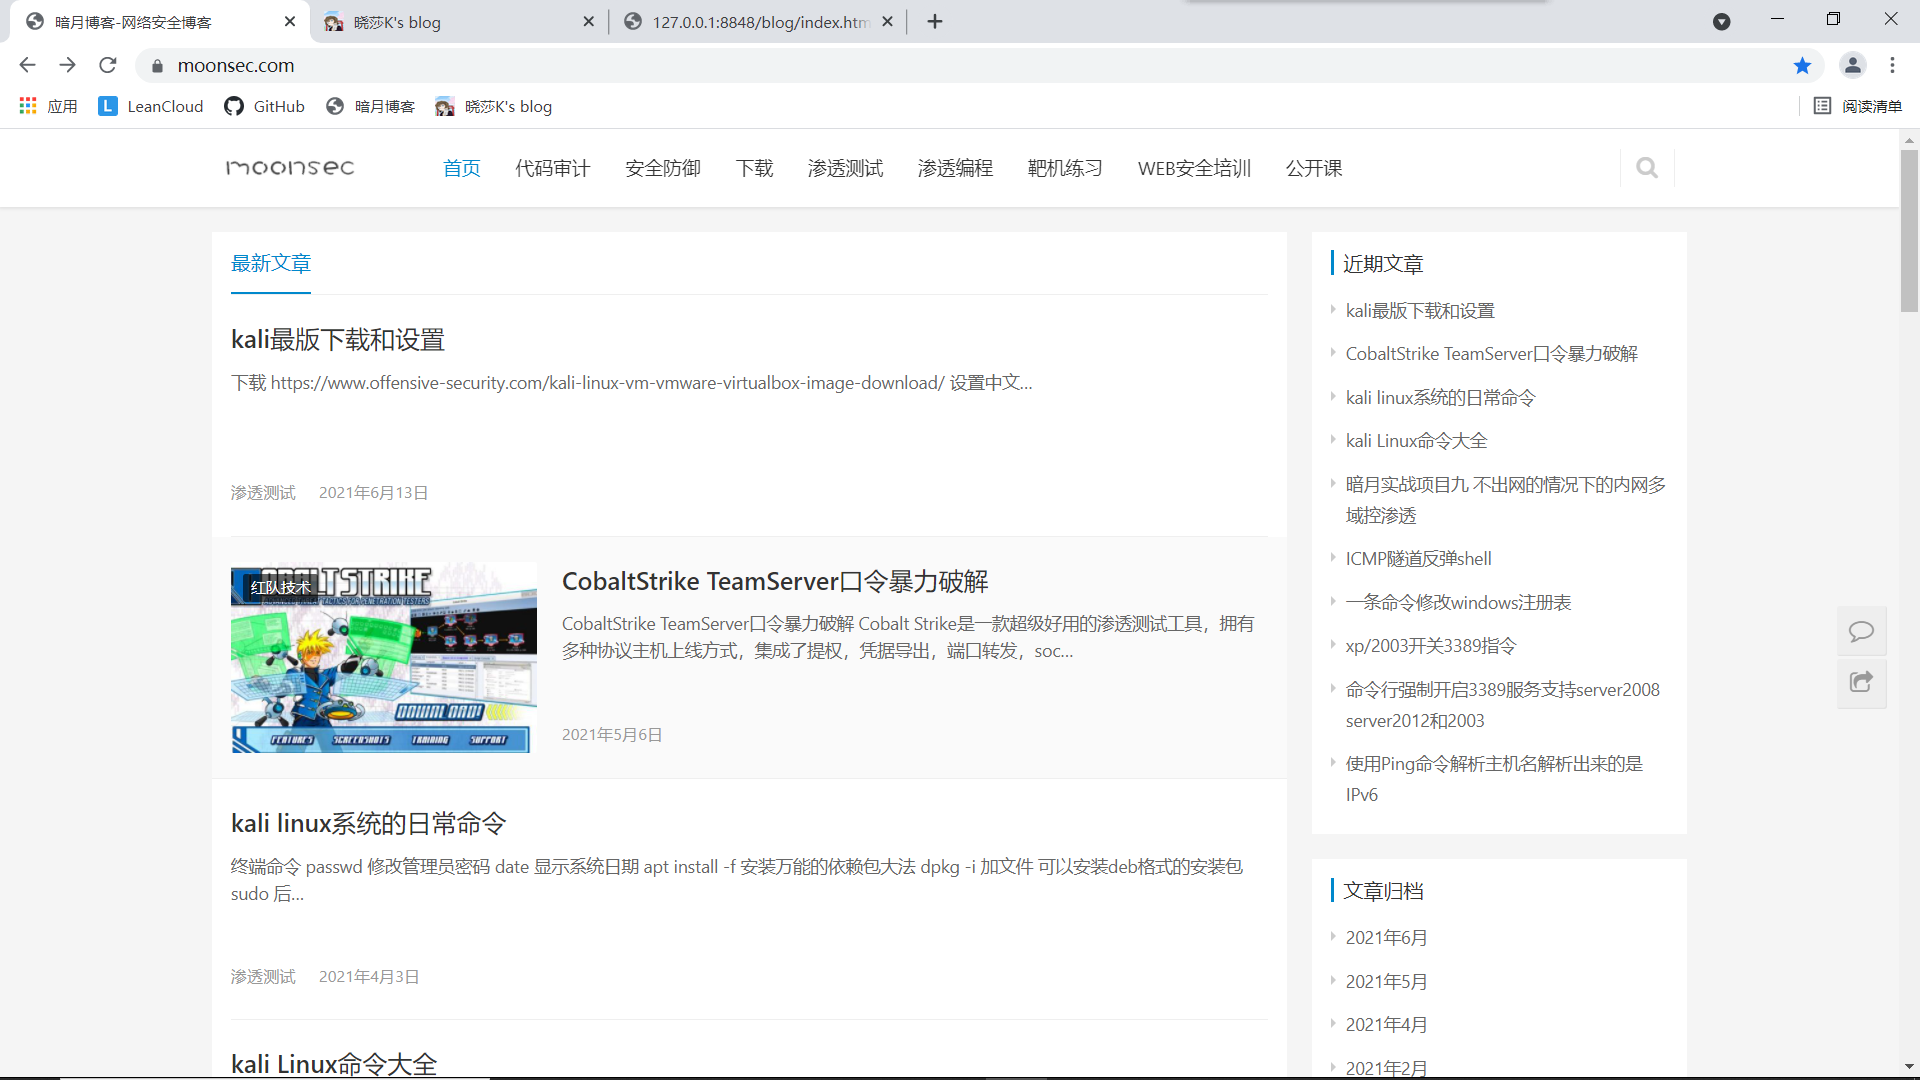 暗月博客-网络安全博客
晓莎K's blog
127.0.0.1:8848/blog/index.htm
moonsec.com
应用
LeanCloud
GitHub
暗月博客
晓莎K's blog
阅读清单
moonsec
首页
代码审计
安全防御
下载
渗透测试
渗透编程
靶机练习
WEB安全培训
公开课
最新文章
kali最版下载和设置
下载 https://www.offensive-security.com/kali-linux-vm-vmware-virtualbox-image-download/ 设置中文...
渗透测试 2021年6月13日
红队技术
COBALTSTRIKE
DOWNLOAD!
FEATURES SCREENSHOTS TRAINING SUPPORT
CobaltStrike TeamServer口令暴力破解
CobaltStrike TeamServer口令暴力破解 Cobalt Strike是一款超级好用的渗透测试工具，拥有
多种协议主机上线方式，集成了提权，凭据导出，端口转发，soc...
2021年5月6日
kali linux系统的日常命令
终端命令 passwd 修改管理员密码 date 显示系统日期 apt install -f 安装万能的依赖包大法 dpkg -i 加文件 可以安装deb格式的安装包
sudo 后...
渗透测试 2021年4月3日
kali Linux命令大全
近期文章
kali最版下载和设置
CobaltStrike TeamServer口令暴力破解
kali linux系统的日常命令
kali Linux命令大全
暗月实战项目九 不出网的情况下的内网多
域控渗透
ICMP隧道反弹shell
一条命令修改windows注册表
xp/2003开关3389指令
命令行强制开启3389服务支持server2008
server2012和2003
使用Ping命令解析主机名解析出来的是
IPv6
文章归档
2021年6月
2021年5月
2021年4月
2021年2月